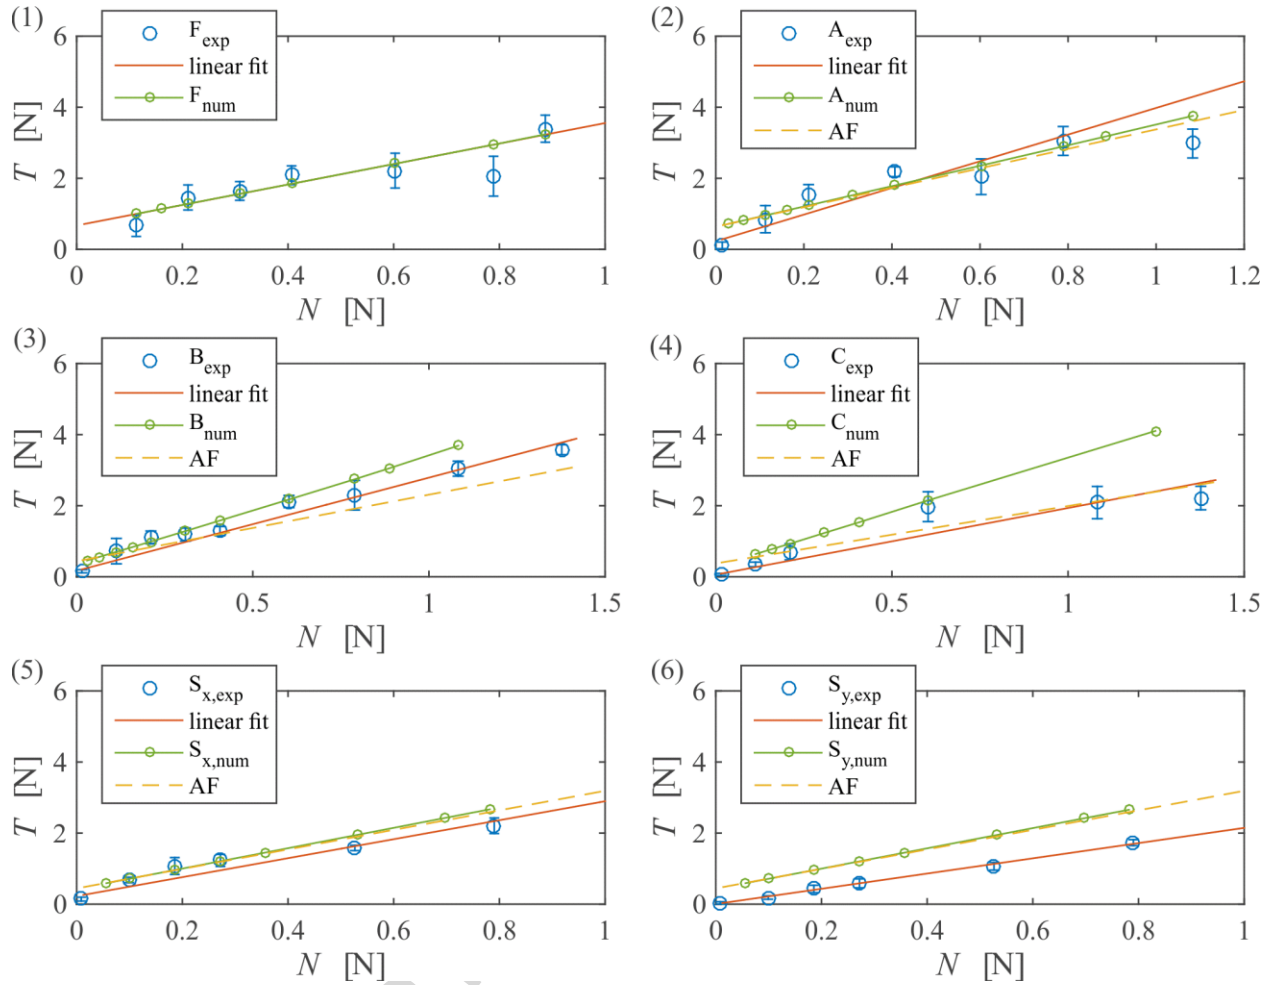 (1)
F_exp
linear fit
F_num
6
4
2
0
T [N]
0 0.2 0.4 0.6 0.8 1
N [N]
(2)
A_exp
linear fit
A_num
AF
6
4
2
0
T [N]
0 0.2 0.4 0.6 0.8 1 1.2
N [N]
(3)
B_exp
linear fit
B_num
AF
6
4
2
0
T [N]
0 0.5 1 1.5
N [N]
(4)
C_exp
linear fit
C_num
AF
6
4
2
0
T [N]
0 0.5 1 1.5
N [N]
(5)
S_x,exp
linear fit
S_x,num
AF
6
4
2
0
T [N]
0 0.2 0.4 0.6 0.8 1
N [N]
(6)
S_y,exp
linear fit
S_y,num
AF
6
4
2
0
T [N]
0 0.2 0.4 0.6 0.8 1
N [N]